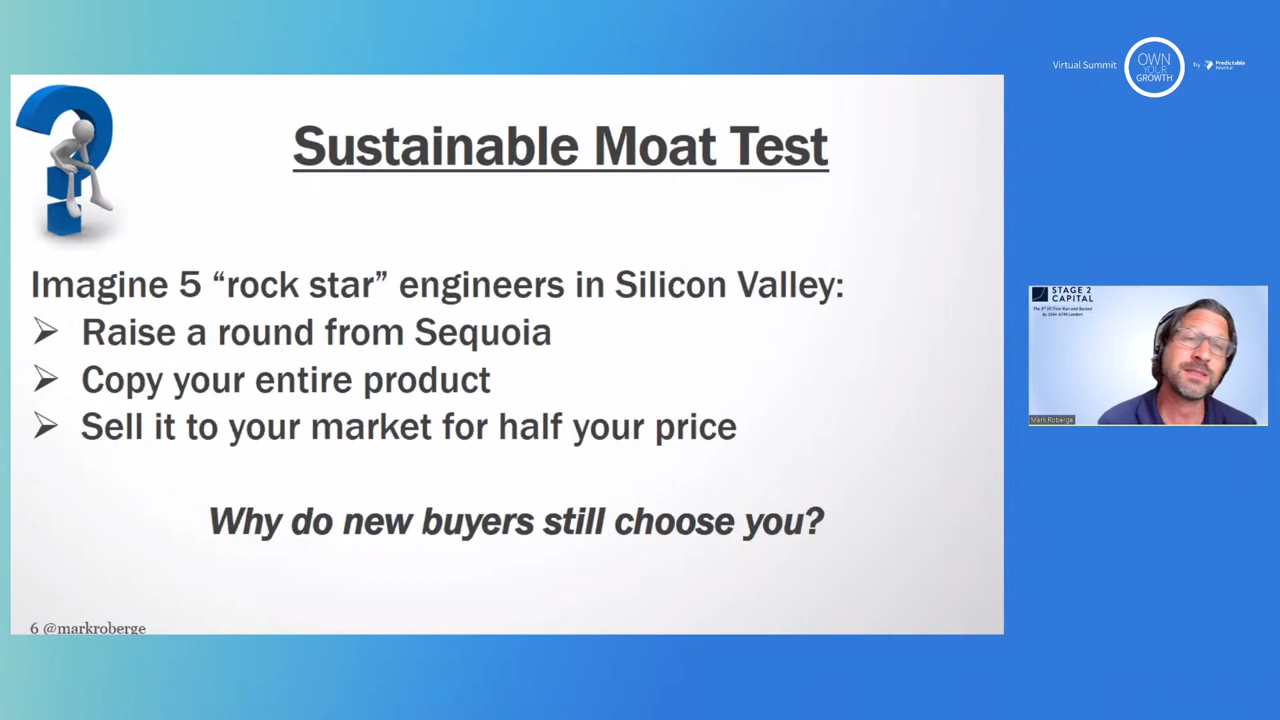 Virtual Summit
OWN
YOUR
GROWTH
by Predictable
Revenue
Sustainable Moat Test
Imagine 5 “rock star” engineers in Silicon Valley:
➢ Raise a round from Sequoia
➢ Copy your entire product
➢ Sell it to your market for half your price
Why do new buyers still choose you?
6 @markroberge
STAGE 2
CAPITAL
Mark Roberge